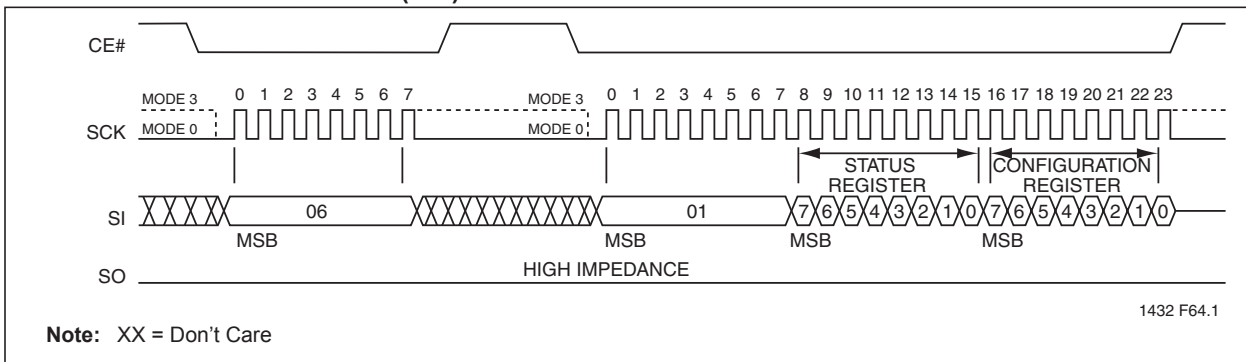 CE#
MODE 3 0 1 2 3 4 5 6 7 MODE 3 0 1 2 3 4 5 6 7 8 9 10 11 12 13 14 15 16 17 18 19 20 21 22 23
SCK MODE 0 MODE 0
STATUS REGISTER CONFIGURATION REGISTER
SI 06 01 7 6 5 4 3 2 1 0 7 6 5 4 3 2 1 0
MSB MSB MSB MSB
SO HIGH IMPEDANCE
1432 F64.1
Note: XX = Don't Care